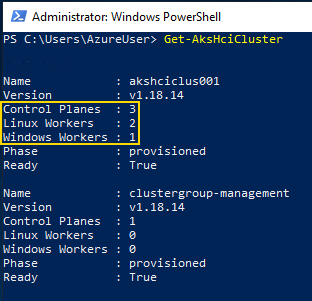 Administrator: Windows PowerShell
PS C:\Users\AzureUser> Get-AksHciCluster
Name : akshciclus001
Version : v1.18.14
Control Planes : 3
Linux Workers : 2
Windows Workers : 1
Phase : provisioned
Ready : True
Name : clustergroup-management
Version : v1.18.14
Control Planes : 1
Linux Workers : 0
Windows Workers : 0
Phase : provisioned
Ready : True